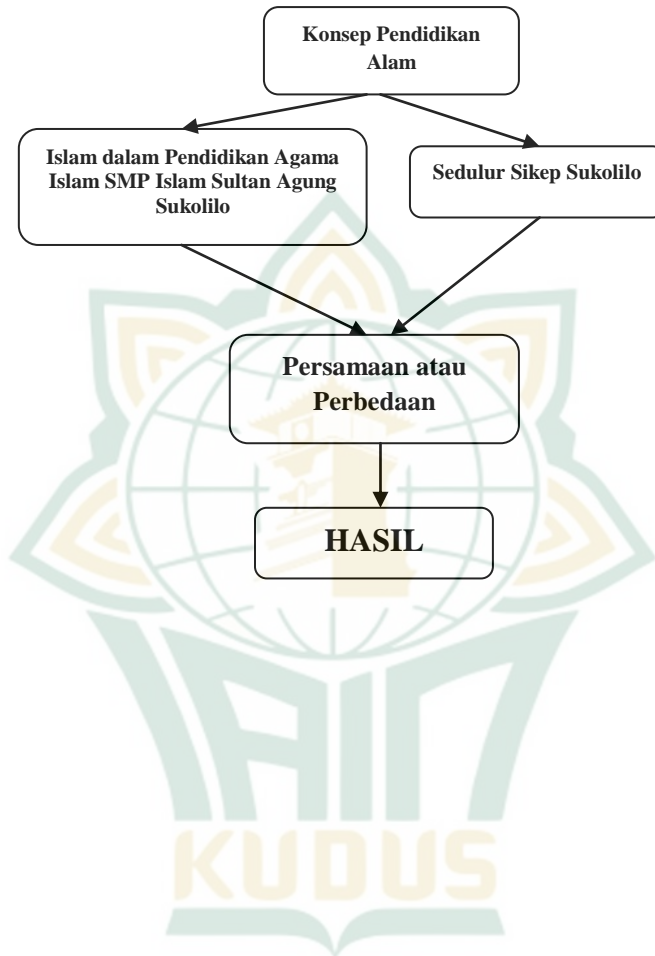 Konsep Pendidikan
Alam
Islam dalam Pendidikan Agama
Islam SMP Islam Sultan Agung
Sukolilo
Sedulur Sikep Sukolilo
Persamaan atau
Perbedaan
HASIL
IAIN
KUDUS